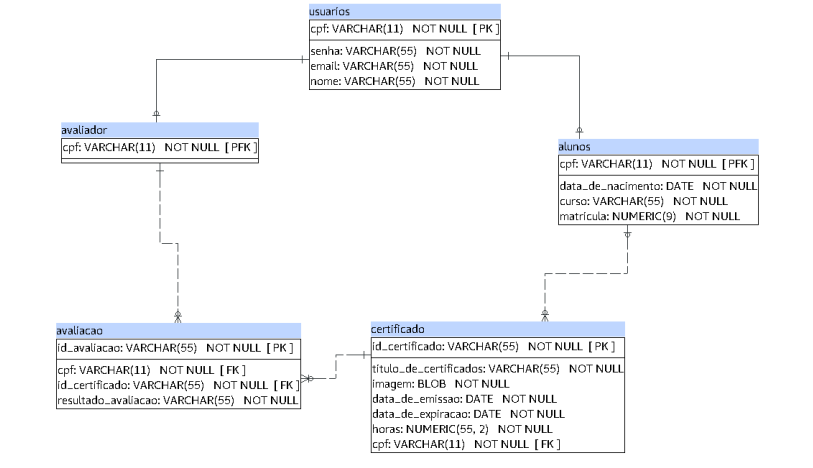 usuarios
cpf: VARCHAR(11) NOT NULL [ PK ]
senha: VARCHAR(55) NOT NULL
email: VARCHAR(55) NOT NULL
nome: VARCHAR(55) NOT NULL
avaliador
cpf: VARCHAR(11) NOT NULL [ PFK ]
alunos
cpf: VARCHAR(11) NOT NULL [ PFK ]
data_de_nacimento: DATE NOT NULL
curso: VARCHAR(55) NOT NULL
matricula: NUMERIC(9) NOT NULL
avaliacao
id_avaliacao: VARCHAR(55) NOT NULL [ PK ]
cpf: VARCHAR(11) NOT NULL [ FK ]
id_certificado: VARCHAR(55) NOT NULL [ FK ]
resultado_avaliacao: VARCHAR(55) NOT NULL
certificado
id_certificado: VARCHAR(55) NOT NULL [ PK ]
titulo_de_certificados: VARCHAR(55) NOT NULL
imagem: BLOB NOT NULL
data_de_emissao: DATE NOT NULL
data_de_expiracao: DATE NOT NULL
horas: NUMERIC(55, 2) NOT NULL
cpf: VARCHAR(11) NOT NULL [ FK ]